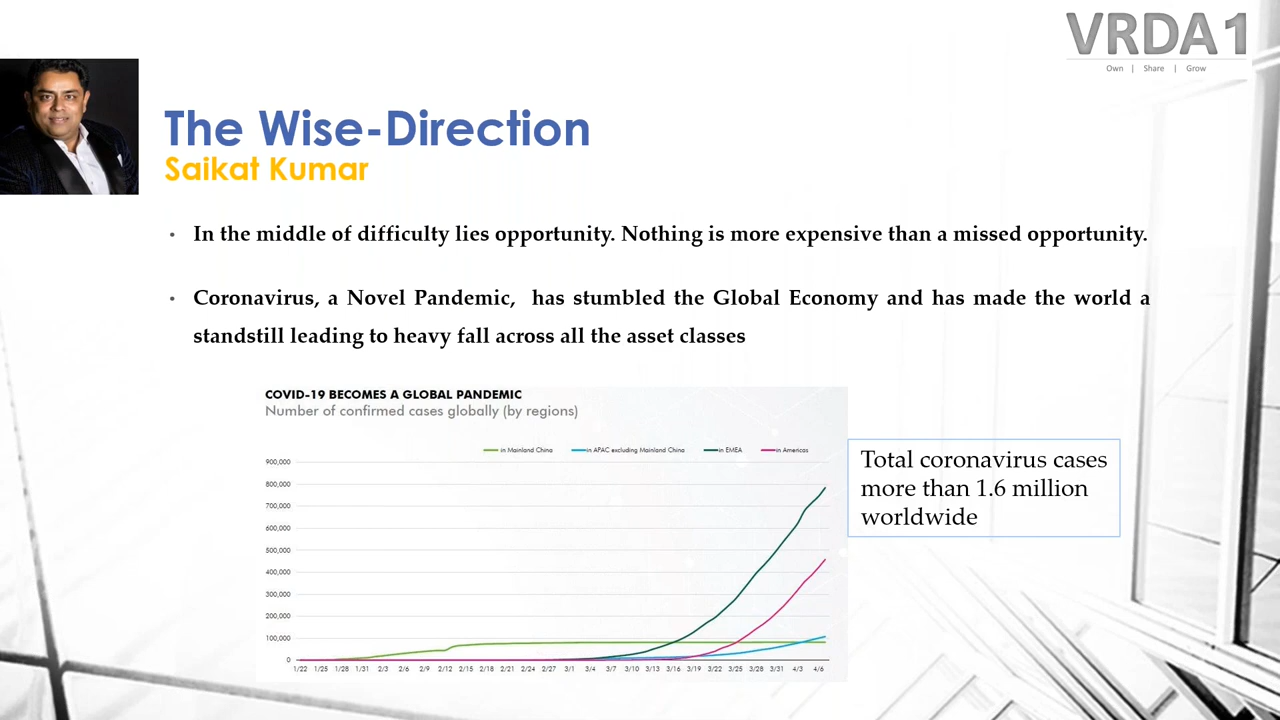 VRDA1
Own | Share | Grow
The Wise-Direction
Saikat Kumar
• In the middle of difficulty lies opportunity. Nothing is more expensive than a missed opportunity.
• Coronavirus, a Novel Pandemic, has stumbled the Global Economy and has made the world a
standstill leading to heavy fall across all the asset classes
COVID-19 BECOMES A GLOBAL PANDEMIC
Number of confirmed cases globally (by regions)
in Mainland China in APAC excluding Mainland China in EMEA in Americas
900,000
800,000
700,000
600,000
500,000
400,000
300,000
200,000
100,000
0
1/22 1/25 1/28 1/31 2/3 2/6 2/9 2/12 2/15 2/18 2/21 2/24 2/27 3/1 3/4 3/7 3/10 3/13 3/16 3/19 3/22 3/25 3/28 3/31 4/3 4/6
Total coronavirus cases
more than 1.6 million
worldwide